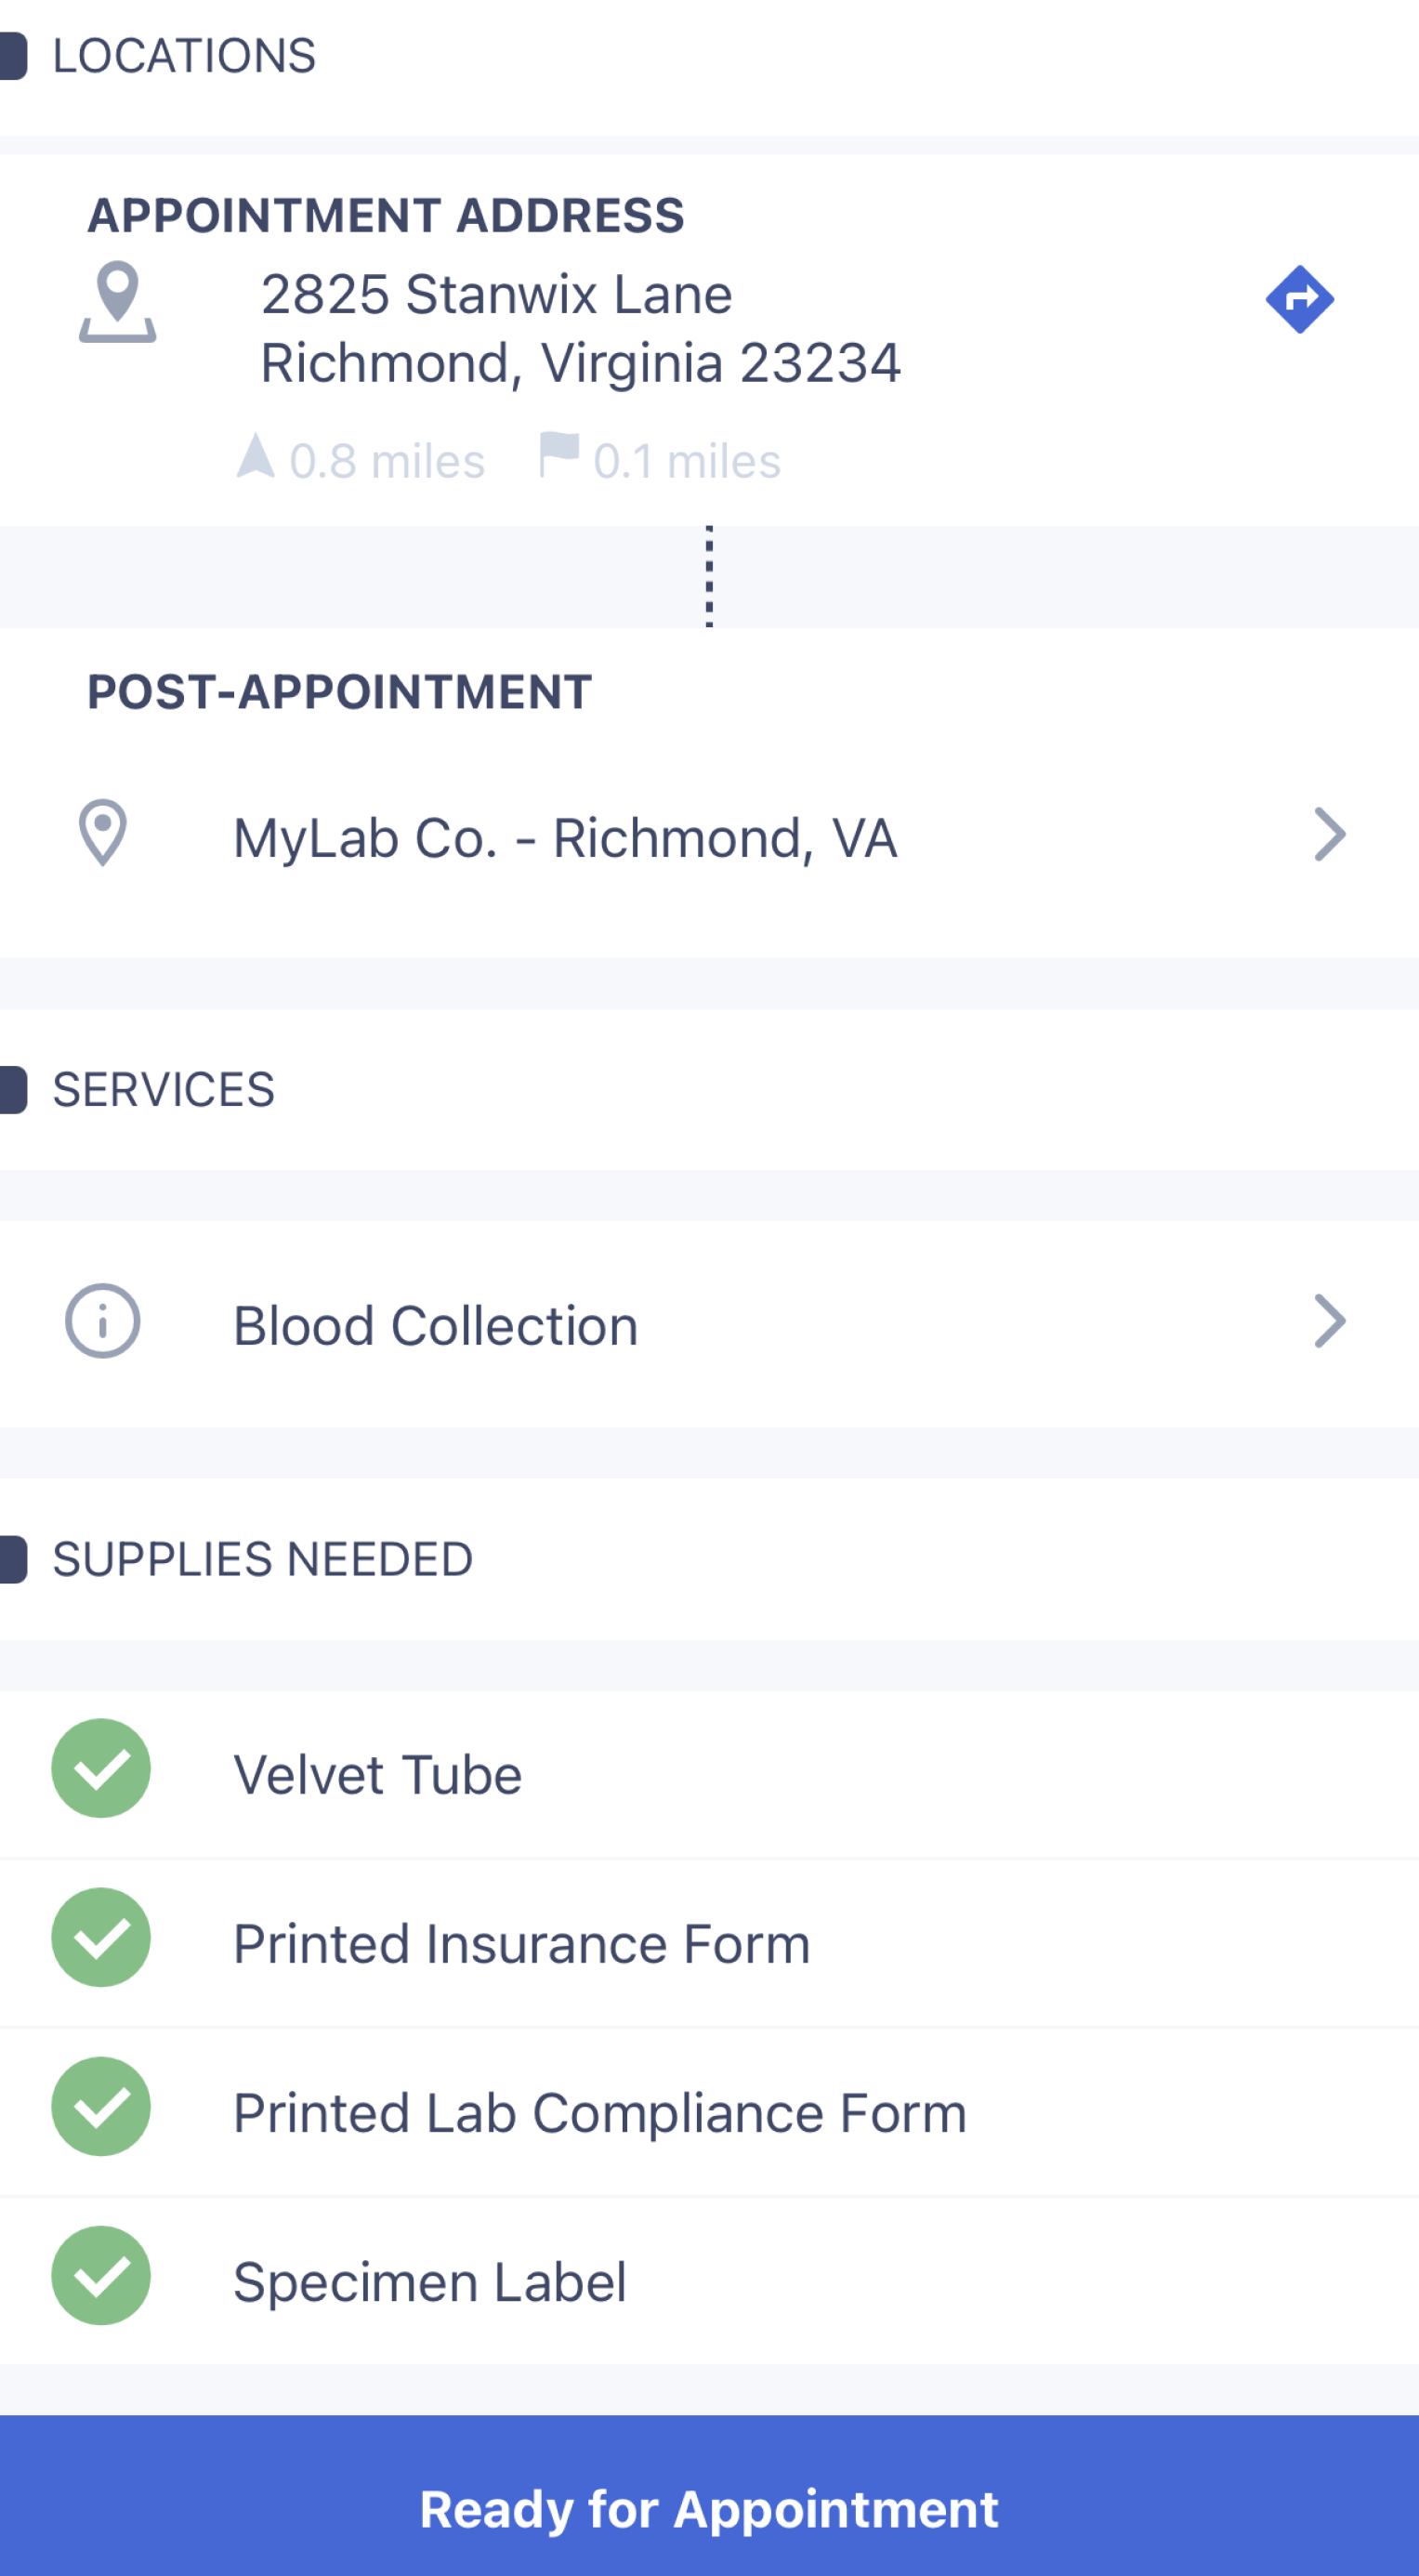 LOCATIONS
APPOINTMENT ADDRESS
2825 Stanwix Lane
Richmond, Virginia 23234
0.8 miles 0.1 miles
POST-APPOINTMENT
MyLab Co. - Richmond, VA
SERVICES
Blood Collection
SUPPLIES NEEDED
Velvet Tube
Printed Insurance Form
Printed Lab Compliance Form
Specimen Label
Ready for Appointment